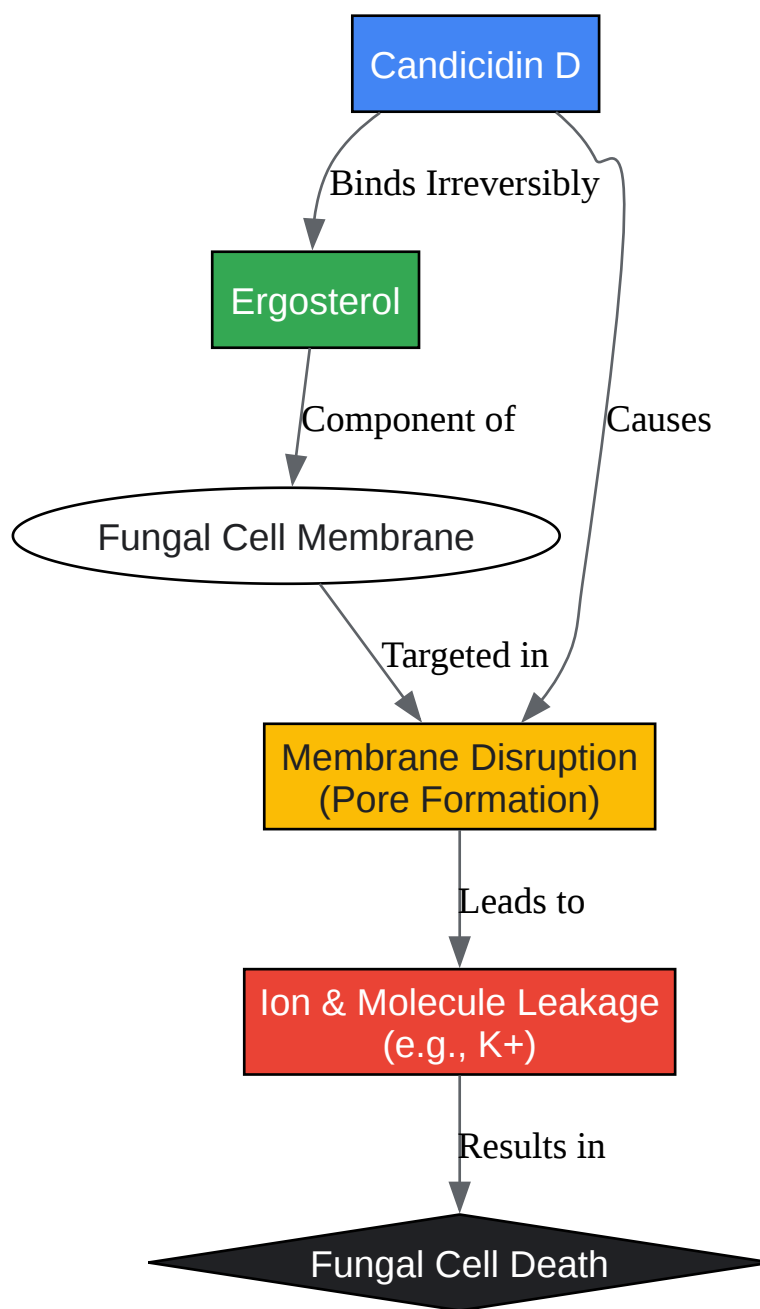 Candicidin D
Binds Irreversibly
Ergosterol
Component of
Causes
Fungal Cell Membrane
Targeted in
Membrane Disruption
(Pore Formation)
Leads to
Ion & Molecule Leakage
(e.g., K+)
Results in
Fungal Cell Death